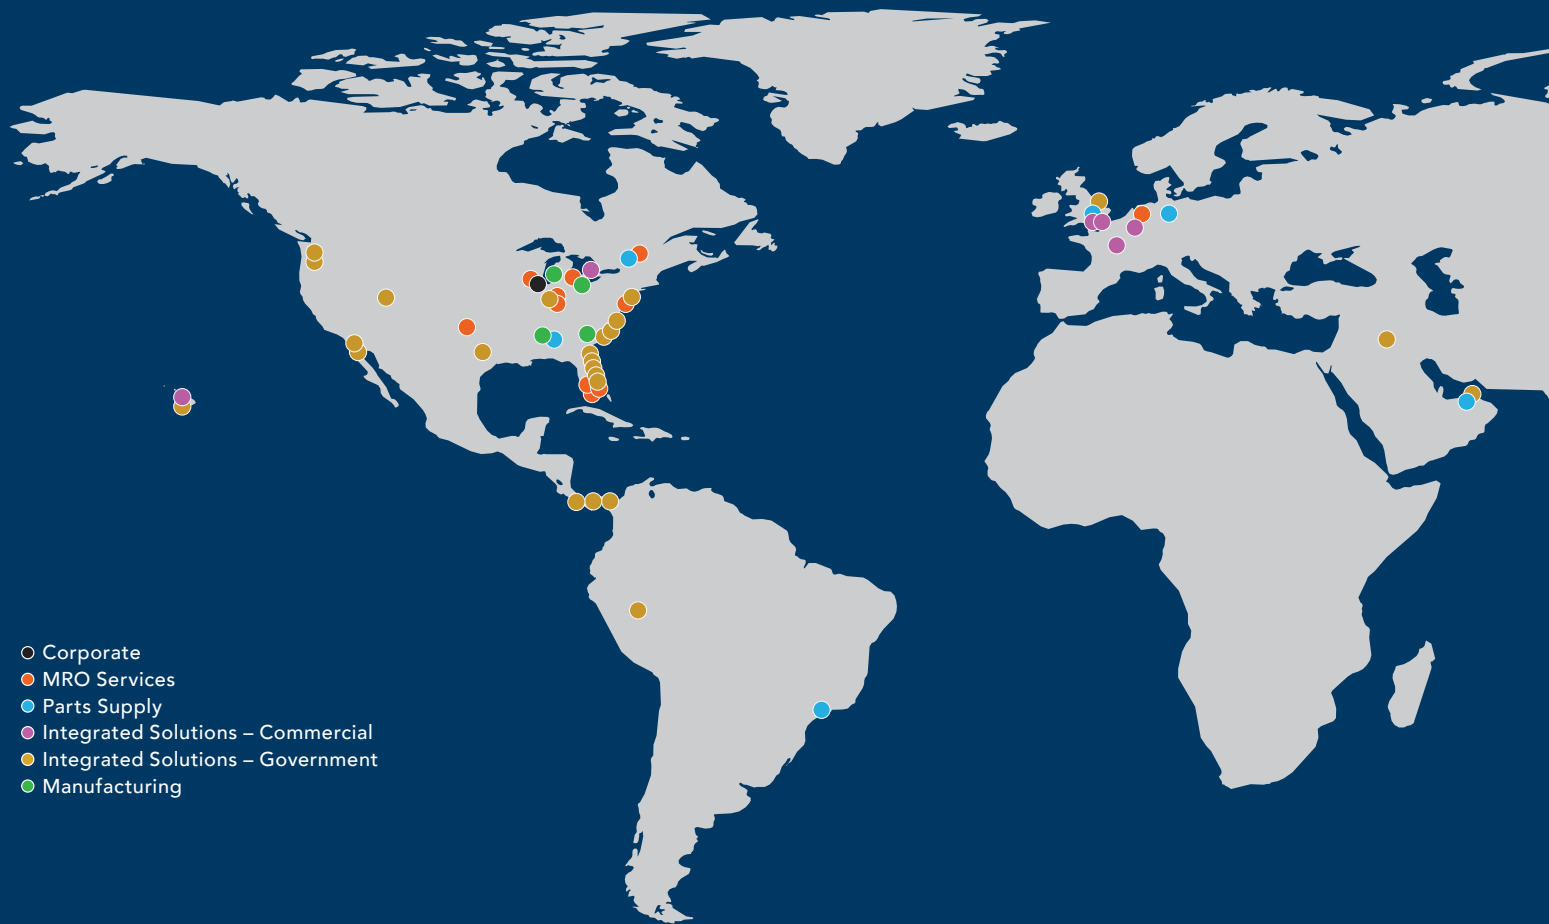 Corporate
MRO Services
Parts Supply
Integrated Solutions – Commercial
Integrated Solutions – Government
Manufacturing